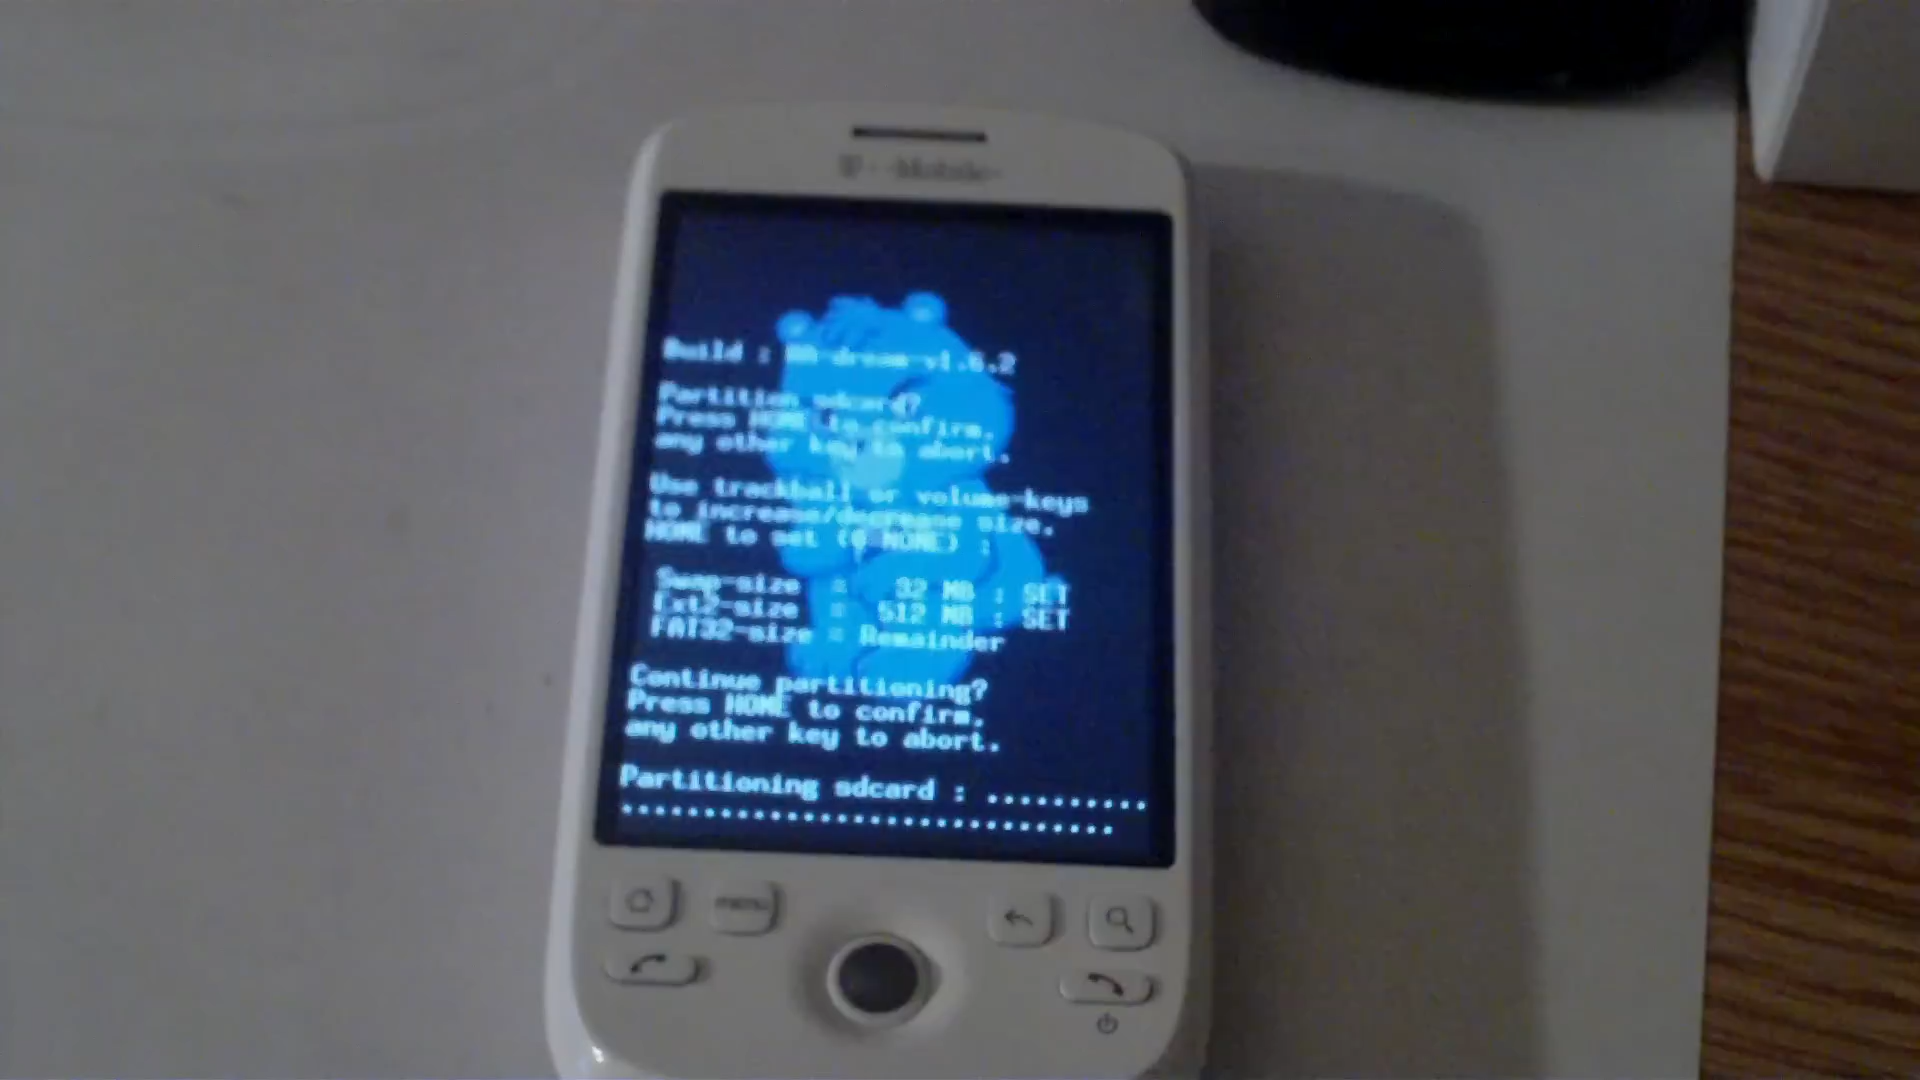 T · ·Mobile·
Build : RA-dream-v1.6.2
Partition sdcard?
Press HOME to confirm,
any other key to abort.
Use trackball or volume-keys
to increase/decrease size,
HOME to set (0=NONE) :
Swap-size = 32 MB : SET
Ext2-size = 512 MB : SET
FAT32-size = Remainder
Continue partitioning?
Press HOME to confirm,
any other key to abort.
Partitioning sdcard : ..........
...............................
menu